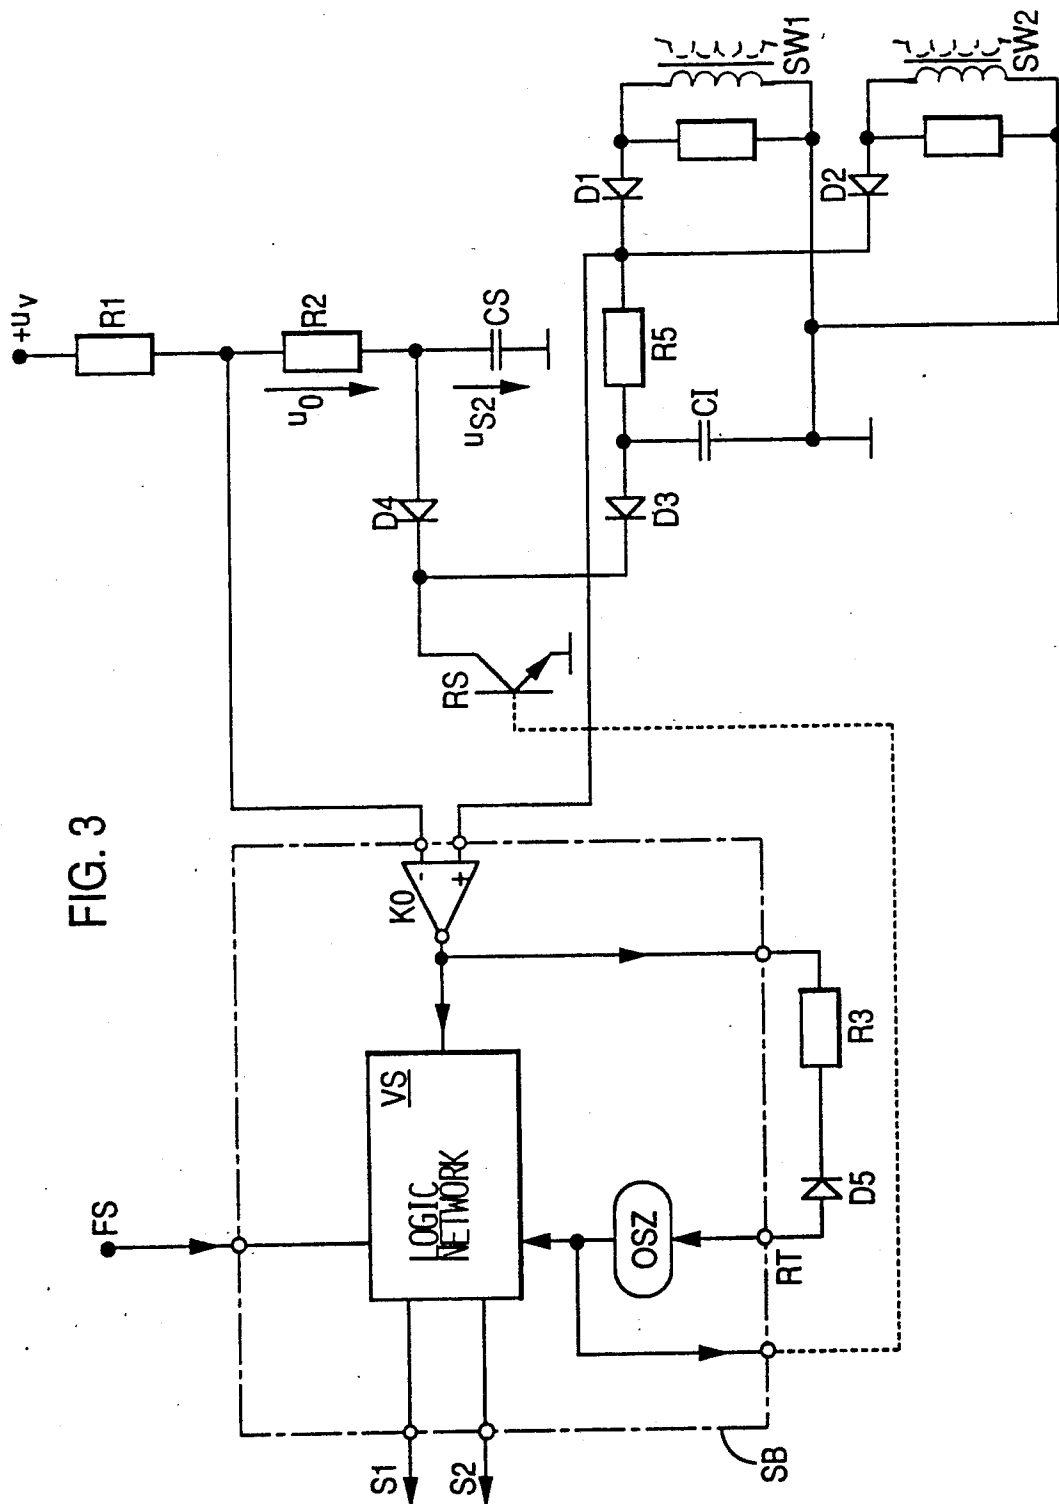 FIG. 3
+uv
R1
u0
R2
uS2
CS
D4
RS
D1
SW1
D2
SW2
R5
CI
D3
K0
-
+
FS
VS
LOGIC
NETWORK
OSZ
RT
D5
R3
S1
S2
SB